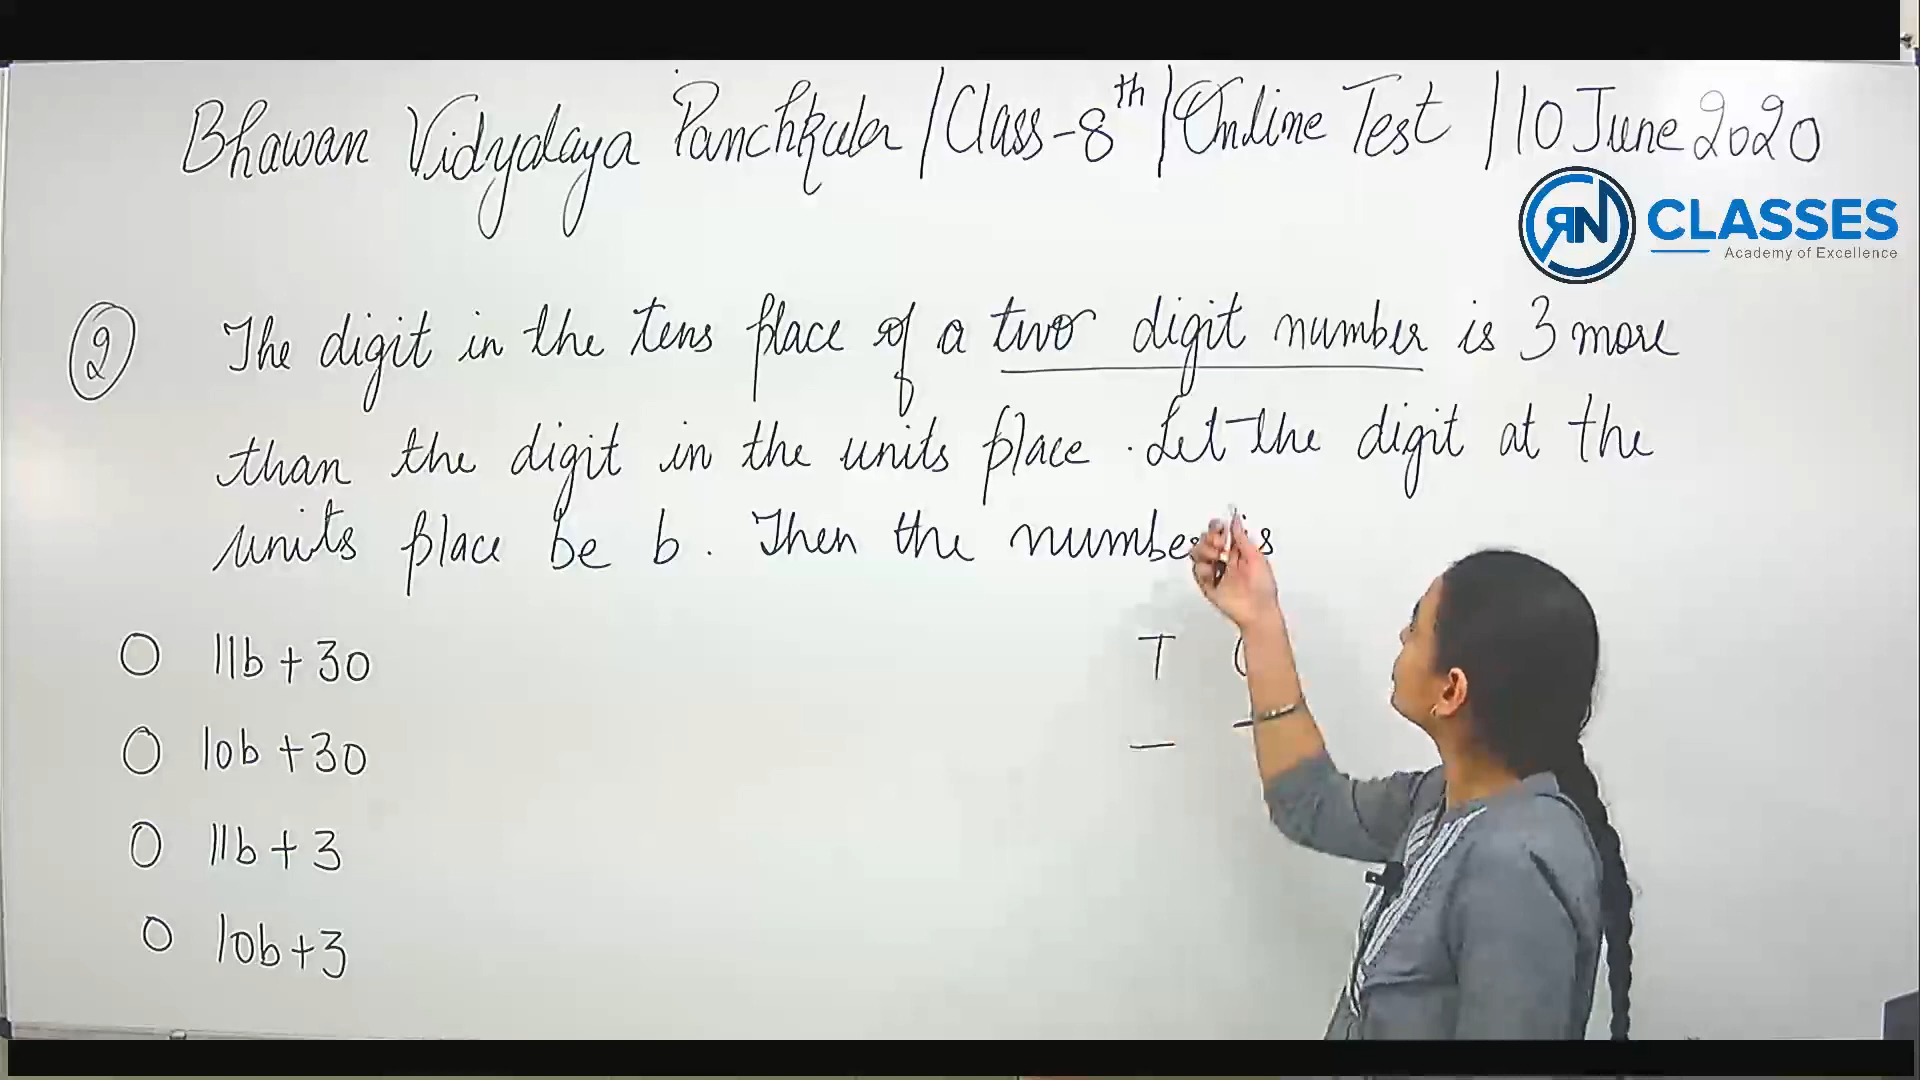 Bhawan Vidyalaya Panchkula / Class-8th / Online Test / 10 June 2020
RN CLASSES
Academy of Excellence
2 The digit in the tens place of a two digit number is 3 more
than the digit in the units place. Let the digit at the
units place be b. Then the number is
11b + 30
T
10b + 30
11b + 3
10b + 3